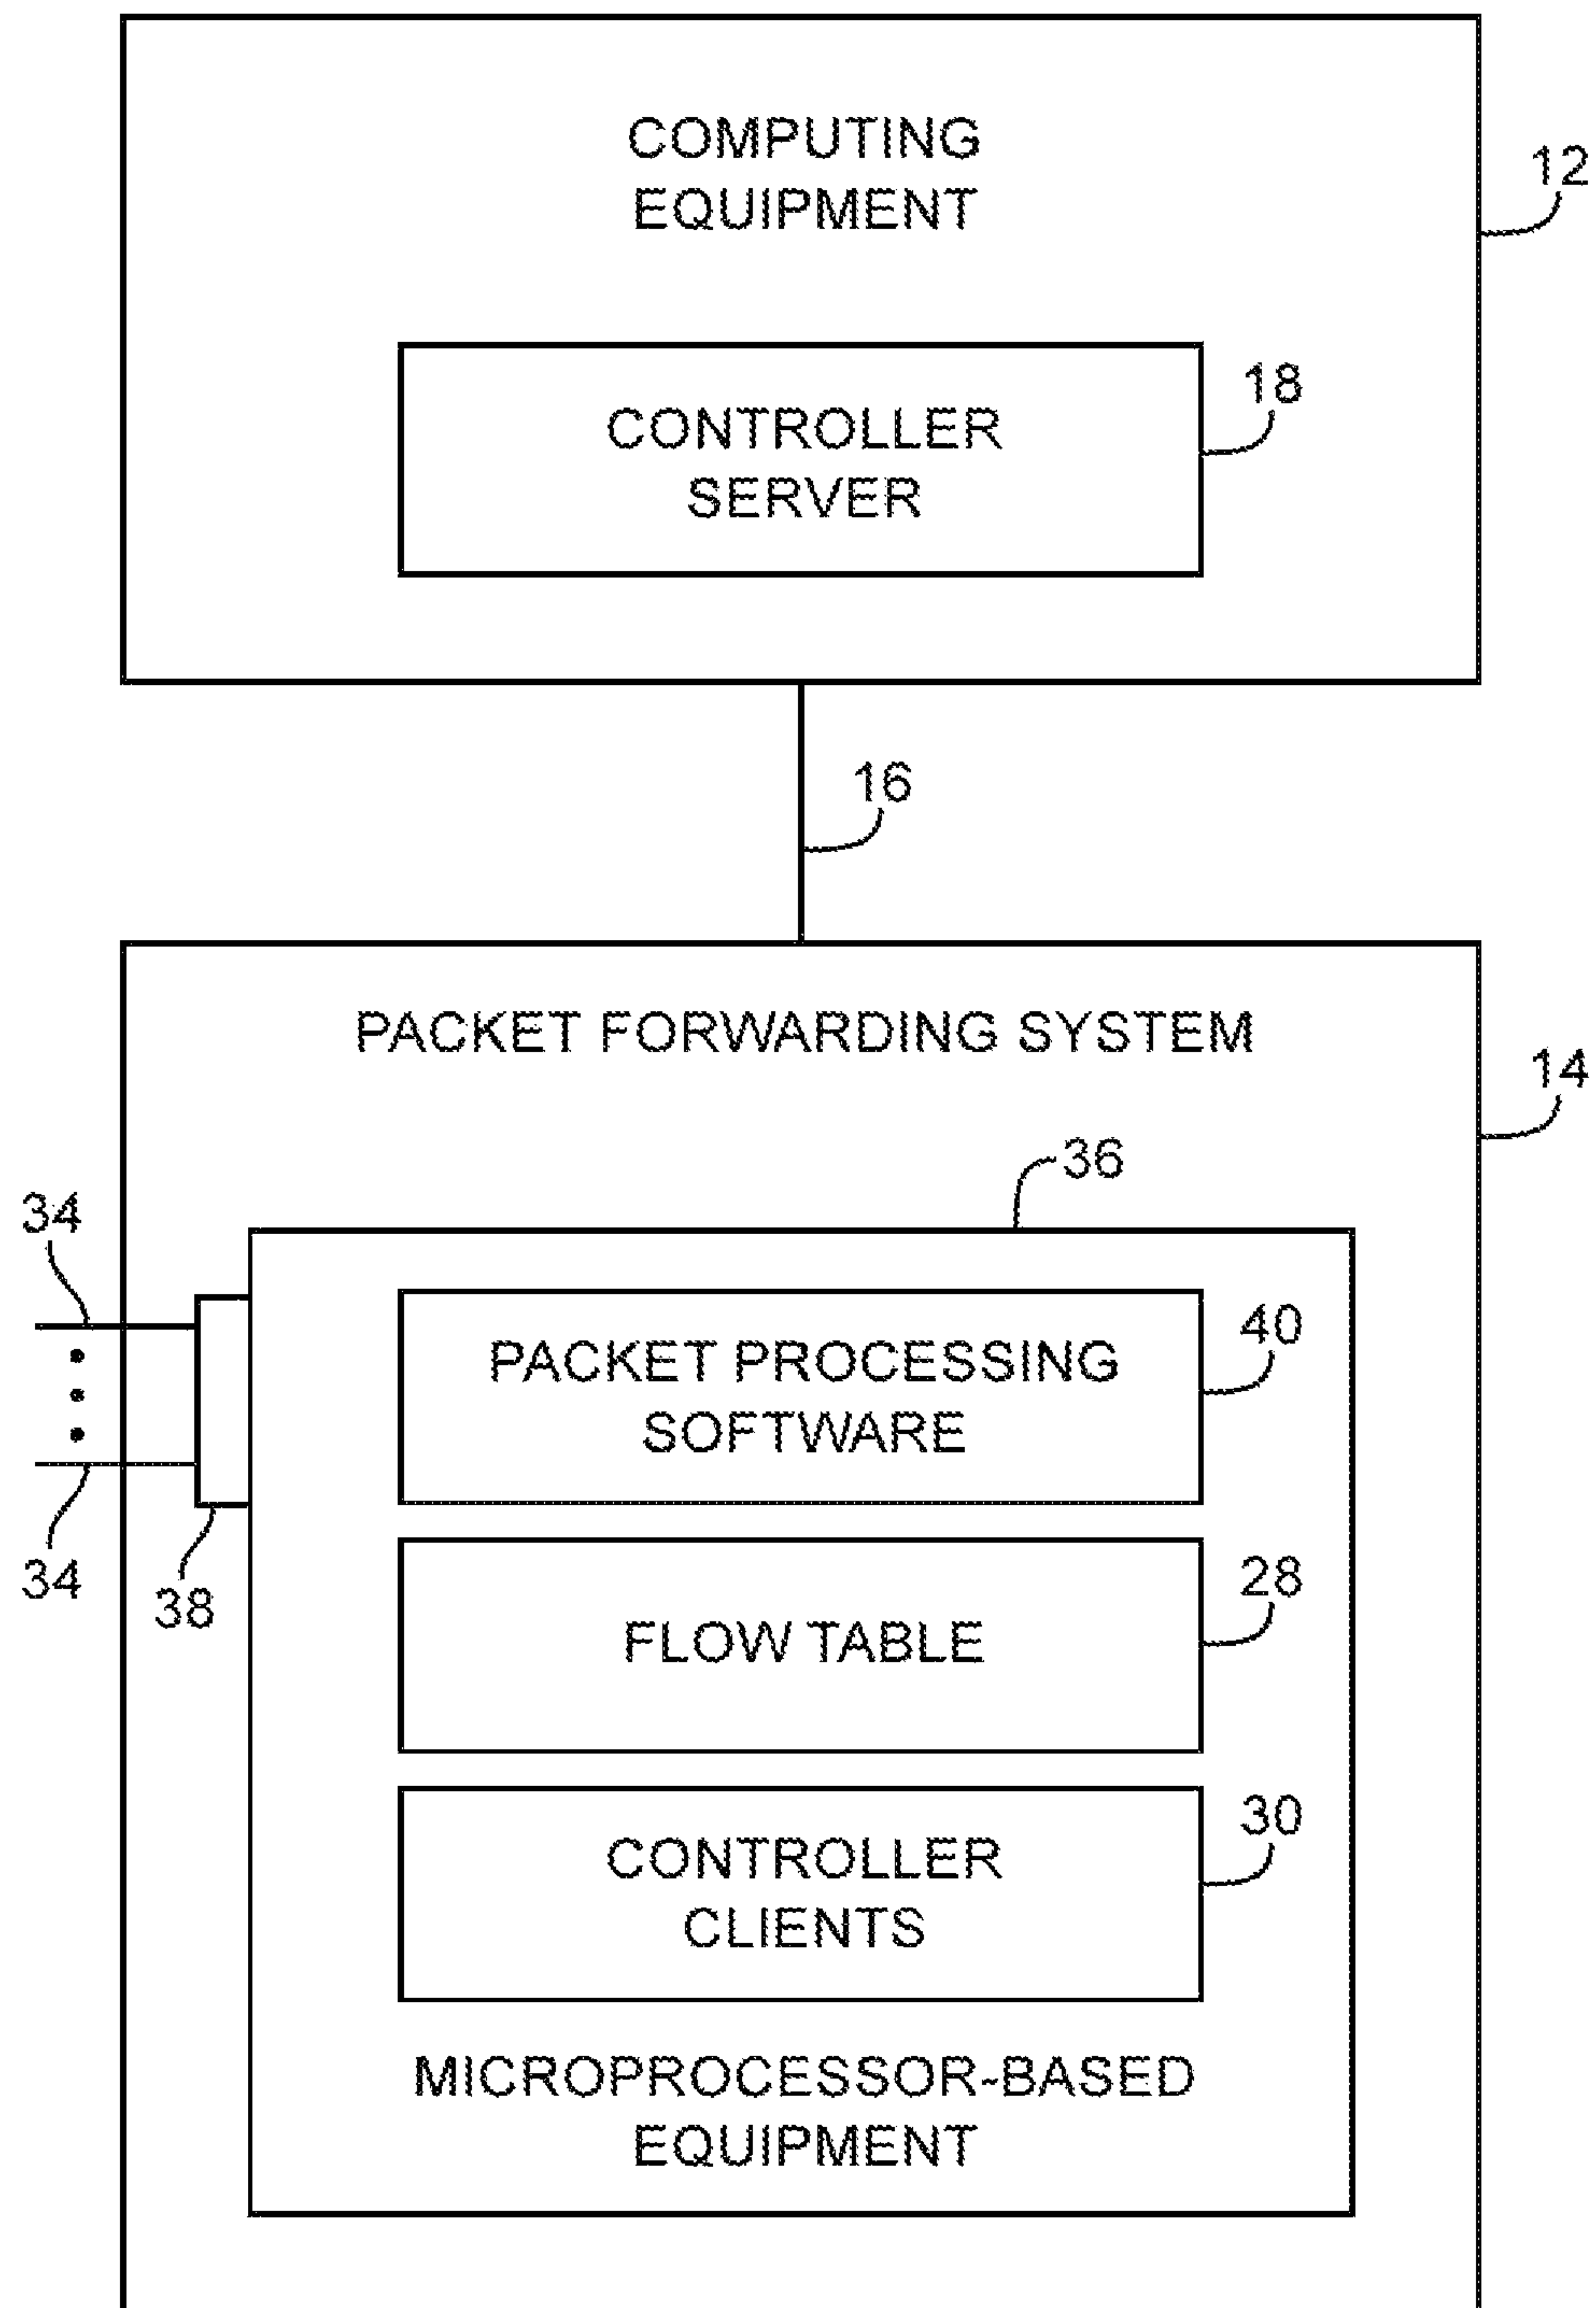 COMPUTING
EQUIPMENT
12
CONTROLLER
SERVER
18
16
PACKET FORWARDING SYSTEM
14
36
34
PACKET PROCESSING
SOFTWARE
40
34
38
FLOW TABLE
28
CONTROLLER
CLIENTS
30
MICROPROCESSOR-BASED
EQUIPMENT